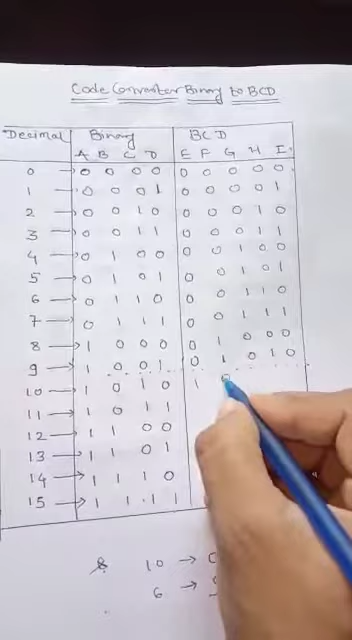 Code Converter Binary to BCD
Decimal Binary BCD
A B C D E F G H I
0 → 0 0 0 0 0 0 0 0 0
1 → 0 0 0 1 0 0 0 0 1
2 → 0 0 1 0 0 0 0 1 0
3 → 0 0 1 1 0 0 0 1 1
4 → 0 1 0 0 0 0 1 0 0
5 → 0 1 0 1 0 0 1 0 1
6 → 0 1 1 0 0 0 1 1 0
7 → 0 1 1 1 0 0 1 1 1
8 → 1 0 0 0 0 1 0 0 0
9 → 1 0 0 1 0 1 0 1 0
10 → 1 0 1 0 1 0
11 → 1 0 1 1
12 → 1 1 0 0
13 → 1 1 0 1
14 → 1 1 1 0
15 → 1 1 1 1
10 →
6 →